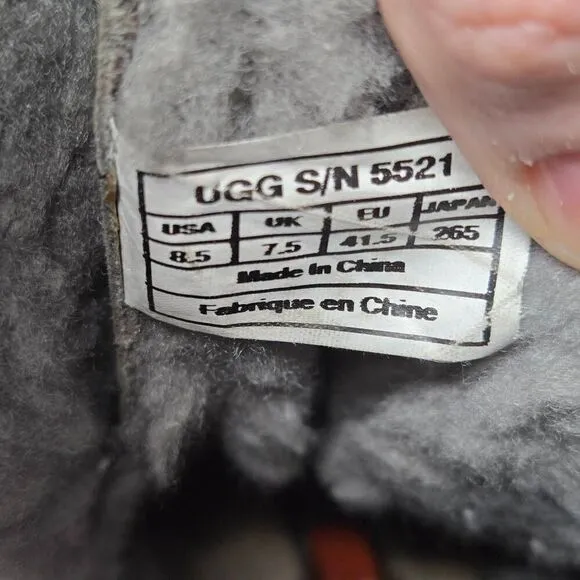 UGG S/N 5521
USA UK EU JAPAN
8.5 7.5 41.5 265
Made in China
Fabrique en Chine